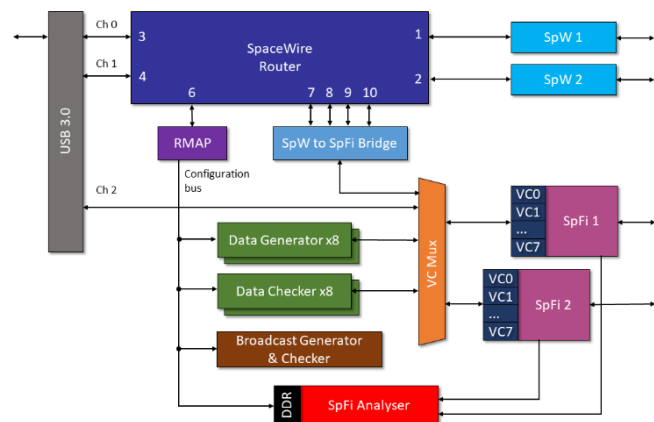 Ch 0
3
SpaceWire
Router
1
SpW 1
Ch 1
4
2
SpW 2
6
7
8
9
10
USB 3.0
RMAP
SpW to SpFi Bridge
Configuration
bus
Ch 2
VC Mux
VC0
VC1
...
VC7
SpFi 1
Data Generator x8
Data Checker x8
VC0
VC1
...
VC7
SpFi 2
Broadcast Generator
& Checker
DDR
SpFi Analyser